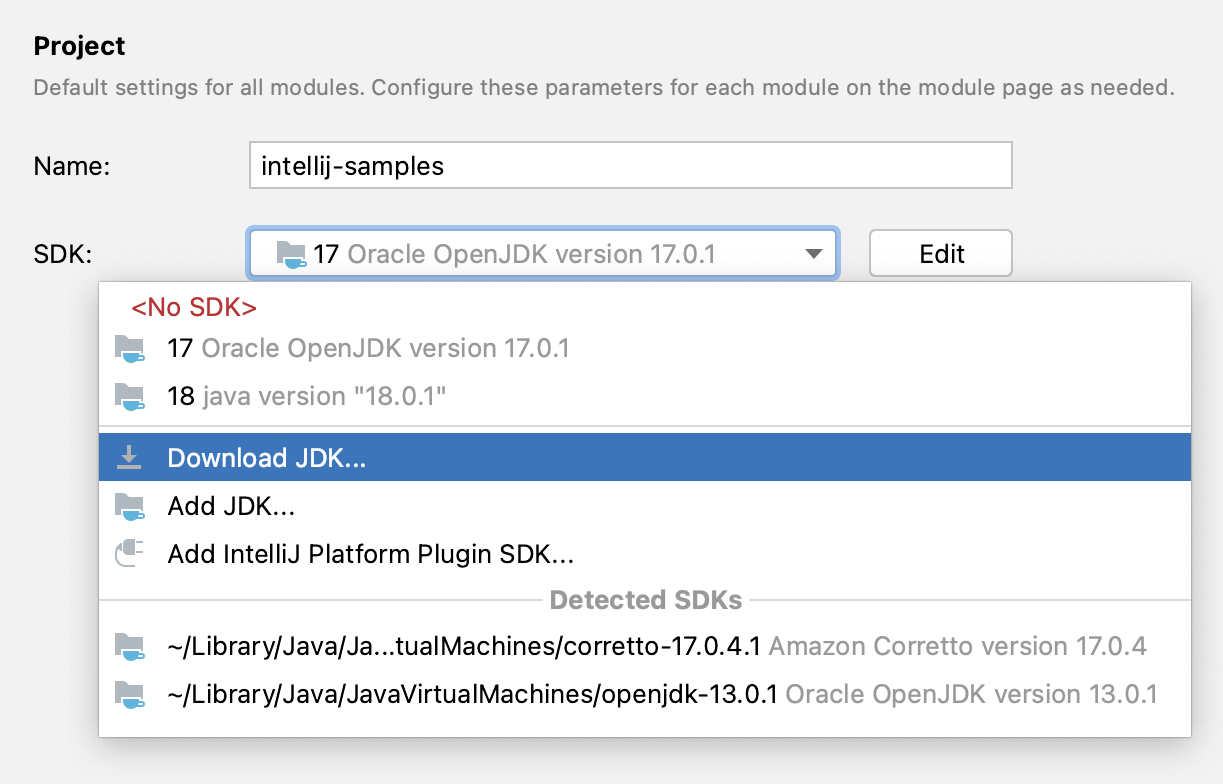 Project
Default settings for all modules. Configure these parameters for each module on the module page as needed.
Name:
intellij-samples
SDK:
17 Oracle OpenJDK version 17.0.1
Edit
<No SDK>
17 Oracle OpenJDK version 17.0.1
18 java version "18.0.1"
Download JDK...
Add JDK...
Add IntelliJ Platform Plugin SDK...
Detected SDKs
~/Library/Java/Ja...tualMachines/corretto-17.0.4.1 Amazon Corretto version 17.0.4
~/Library/Java/JavaVirtualMachines/openjdk-13.0.1 Oracle OpenJDK version 13.0.1